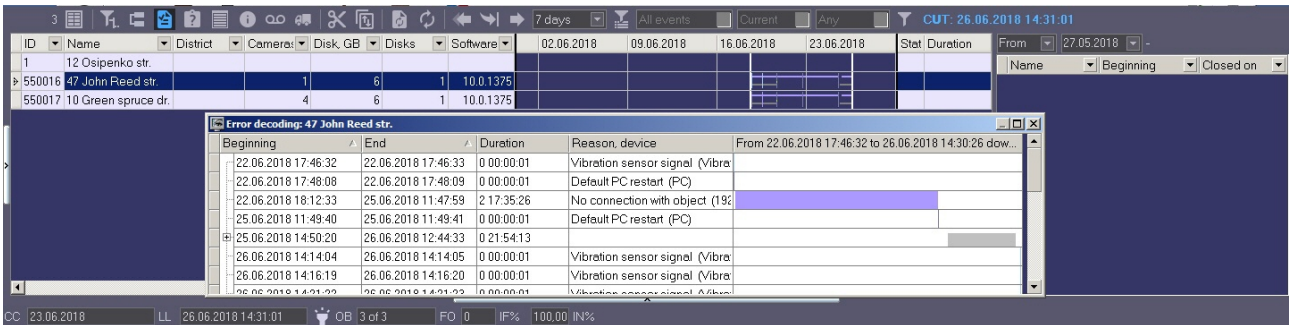 3 7 days All events Current Any CUT: 26.06.2018 14:31:01
ID Name District Cameras Disk, GB Disks Software 02.06.2018 09.06.2018 16.06.2018 23.06.2018 Stat Duration From 27.05.2018 -
1 12 Osipenko str. Name Beginning Closed on
550016 47 John Reed str. 1 6 1 10.0.1375
550017 10 Green spruce dr. 4 6 1 10.0.1375
Error decoding: 47 John Reed str.
Beginning End Duration Reason, device From 22.06.2018 17:46:32 to 26.06.2018 14:30:26 dow...
22.06.2018 17:46:32 22.06.2018 17:46:33 0 00:00:01 Vibration sensor signal (Vibra
22.06.2018 17:48:08 22.06.2018 17:48:09 0 00:00:01 Default PC restart (PC)
22.06.2018 18:12:33 25.06.2018 11:47:59 2 17:35:26 No connection with object (192
25.06.2018 11:49:40 25.06.2018 11:49:41 0 00:00:01 Default PC restart (PC)
25.06.2018 14:50:20 26.06.2018 12:44:33 0 21:54:13
26.06.2018 14:14:04 26.06.2018 14:14:05 0 00:00:01 Vibration sensor signal (Vibra
26.06.2018 14:16:19 26.06.2018 14:16:20 0 00:00:01 Vibration sensor signal (Vibra
CC 23.06.2018 LL 26.06.2018 14:31:01 OB 3 of 3 FO 0 IF% 100,00 IN%